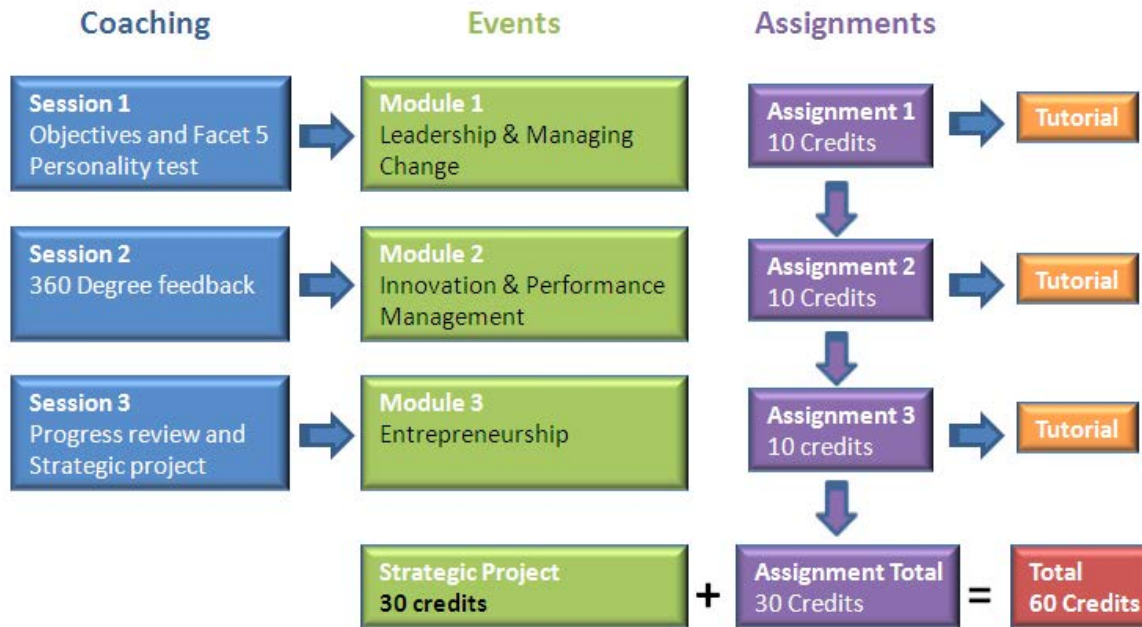 Coaching
Events
Assignments
Session 1
Objectives and Facet 5
Personality test
Module 1
Leadership & Managing
Change
Assignment 1
10 Credits
Tutorial
Session 2
360 Degree feedback
Module 2
Innovation & Performance
Management
Assignment 2
10 Credits
Tutorial
Session 3
Progress review and
Strategic project
Module 3
Entrepreneurship
Assignment 3
10 credits
Tutorial
Strategic Project
30 credits
+
Assignment Total
30 Credits
=
Total
60 Credits